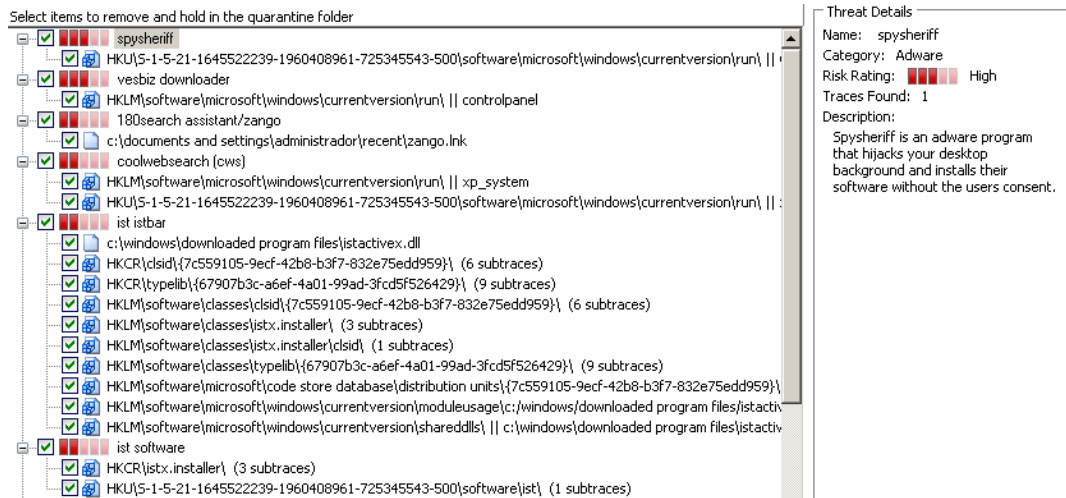 Select items to remove and hold in the quarantine folder
spysheriff
HKU\S-1-5-21-1645522239-1960408961-725345543-500\software\microsoft\windows\currentversion\run\ ||
vesbiz downloader
HKLM\software\microsoft\windows\currentversion\run\ || controlpanel
180search assistant/zango
c:\documents and settings\administrador\recent\zango.lnk
coolwebsearch (cws)
HKLM\software\microsoft\windows\currentversion\run\ || xp_system
HKU\S-1-5-21-1645522239-1960408961-725345543-500\software\microsoft\windows\currentversion\run\ ||
ist istbar
c:\windows\downloaded program files\istactivex.dll
HKCR\clsid\{7c559105-9ecf-42b8-b3f7-832e75edd959}\ (6 subtraces)
HKCR\typelib\{67907b3c-a6ef-4a01-99ad-3fcd5f526429}\ (9 subtraces)
HKLM\software\classes\clsid\{7c559105-9ecf-42b8-b3f7-832e75edd959}\ (6 subtraces)
HKLM\software\classes\istx.installer\ (3 subtraces)
HKLM\software\classes\istx.installer\clsid\ (1 subtraces)
HKLM\software\classes\typelib\{67907b3c-a6ef-4a01-99ad-3fcd5f526429}\ (9 subtraces)
HKLM\software\microsoft\code store database\distribution units\{7c559105-9ecf-42b8-b3f7-832e75edd959}\
HKLM\software\microsoft\windows\currentversion\moduleusage\c:/windows/downloaded program files/istactiv
HKLM\software\microsoft\windows\currentversion\shareddlls\ || c:\windows\downloaded program files\istactiv
ist software
HKCR\istx.installer\ (3 subtraces)
HKU\S-1-5-21-1645522239-1960408961-725345543-500\software\ist\ (1 subtraces)
Threat Details
Name: spysheriff
Category: Adware
Risk Rating: High
Traces Found: 1
Description:
Spysheriff is an adware program
that hijacks your desktop
background and installs their
software without the users consent.